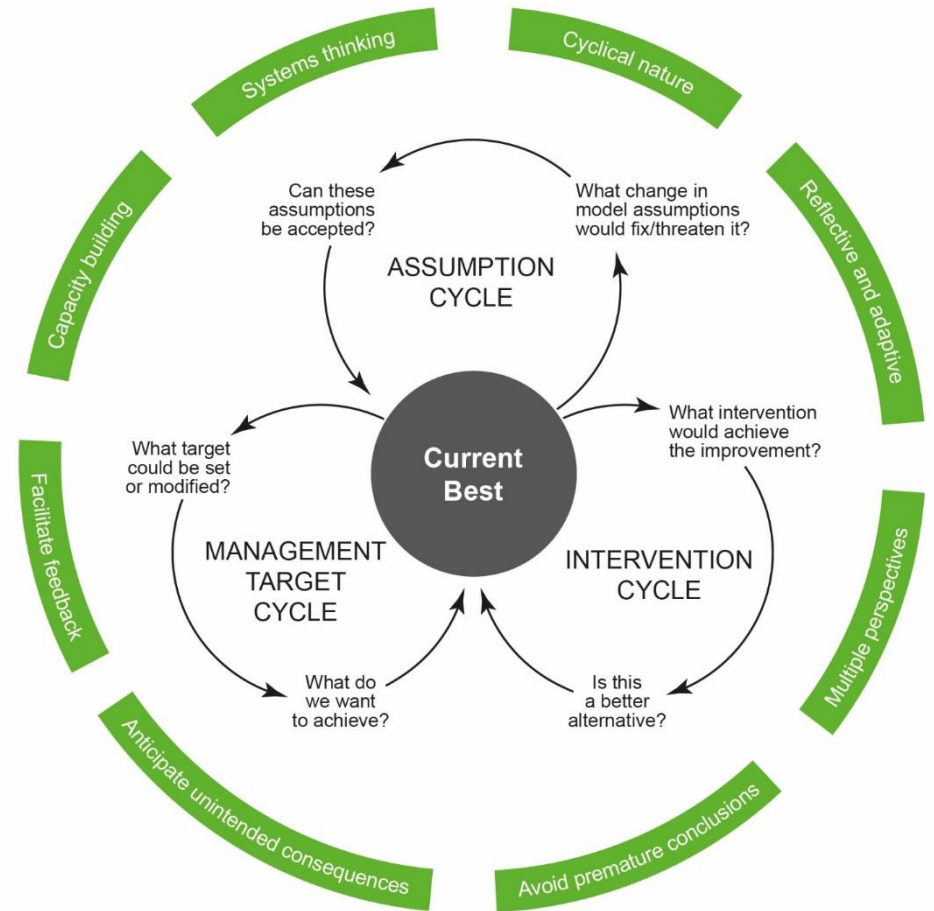 Systems thinking
Cyclical nature
Reflective and adaptive
Multiple perspectives
Avoid premature conclusions
Anticipate unintended consequences
Facilitate feedback
Capacity building
Can these
assumptions
be accepted?
What change in
model assumptions
would fix/threaten it?
ASSUMPTION
CYCLE
Current
Best
What target
could be set
or modified?
MANAGEMENT
TARGET
CYCLE
What do
we want
to achieve?
What intervention
would achieve
the improvement?
INTERVENTION
CYCLE
Is this
a better
alternative?